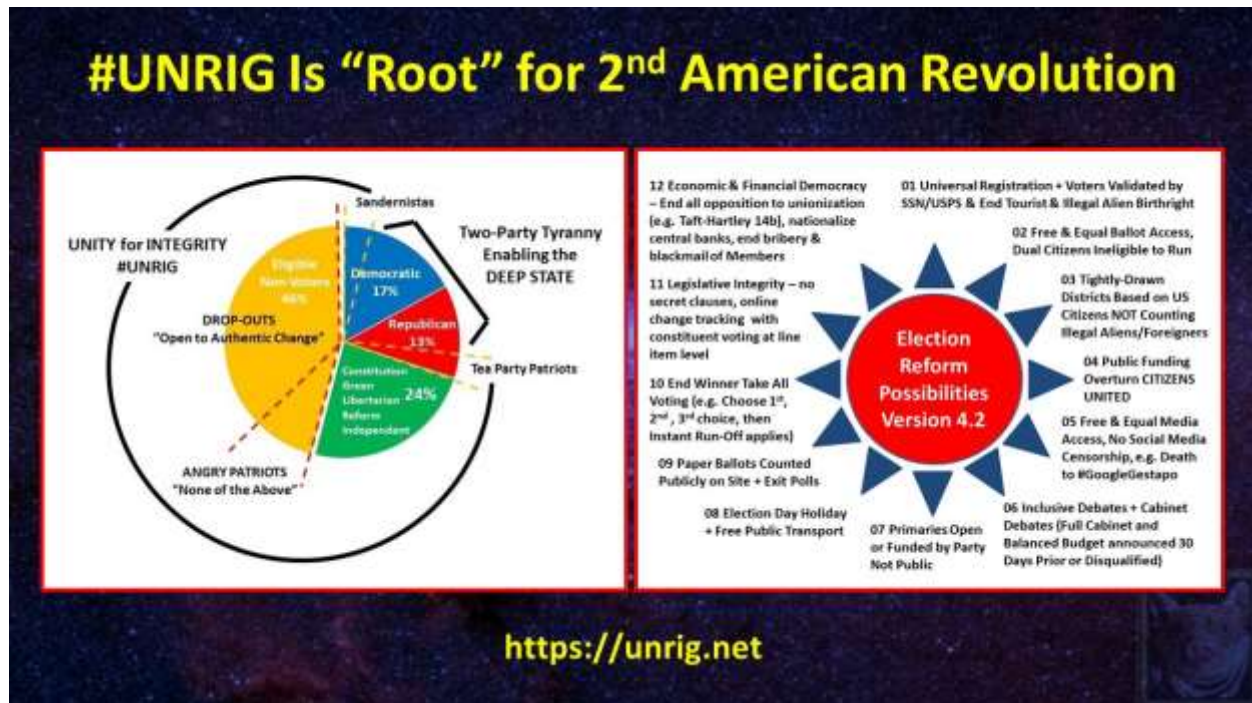 #UNRIG Is “Root” for 2nd American Revolution
Sandernistas
UNITY for INTEGRITY
#UNRIG
Two-Party Tyranny
Enabling the
DEEP STATE
Eligible
Non-Voters
46%
Democratic
17%
DROP-OUTS
"Open to Authentic Change"
Republican
13%
Tea Party Patriots
Constitution
Green
Libertarian
Reform
Independent
24%
ANGRY PATRIOTS
"None of the Above"
12 Economic & Financial Democracy
– End all opposition to unionization
(e.g. Taft-Hartley 14b), nationalize
central banks, end bribery &
blackmail of Members
11 Legislative Integrity – no
secret clauses, online
change tracking with
constituent voting at line
item level
10 End Winner Take All
Voting (e.g. Choose 1st,
2nd, 3rd choice, then
Instant Run-Off applies)
09 Paper Ballots Counted
Publicly on Site + Exit Polls
08 Election Day Holiday
+ Free Public Transport
01 Universal Registration + Voters Validated by
SSN/USPS & End Tourist & Illegal Alien Birthright
02 Free & Equal Ballot Access,
Dual Citizens Ineligible to Run
03 Tightly-Drawn
Districts Based on US
Citizens NOT Counting
Illegal Aliens/Foreigners
04 Public Funding
Overturn CITIZENS
UNITED
05 Free & Equal Media
Access, No Social Media
Censorship, e.g. Death
to #GoogleGestapo
06 Inclusive Debates + Cabinet
Debates (Full Cabinet and
Balanced Budget announced 30
Days Prior or Disqualified)
07 Primaries Open
or Funded by Party
Not Public
Election
Reform
Possibilities
Version 4.2
https://unrig.net